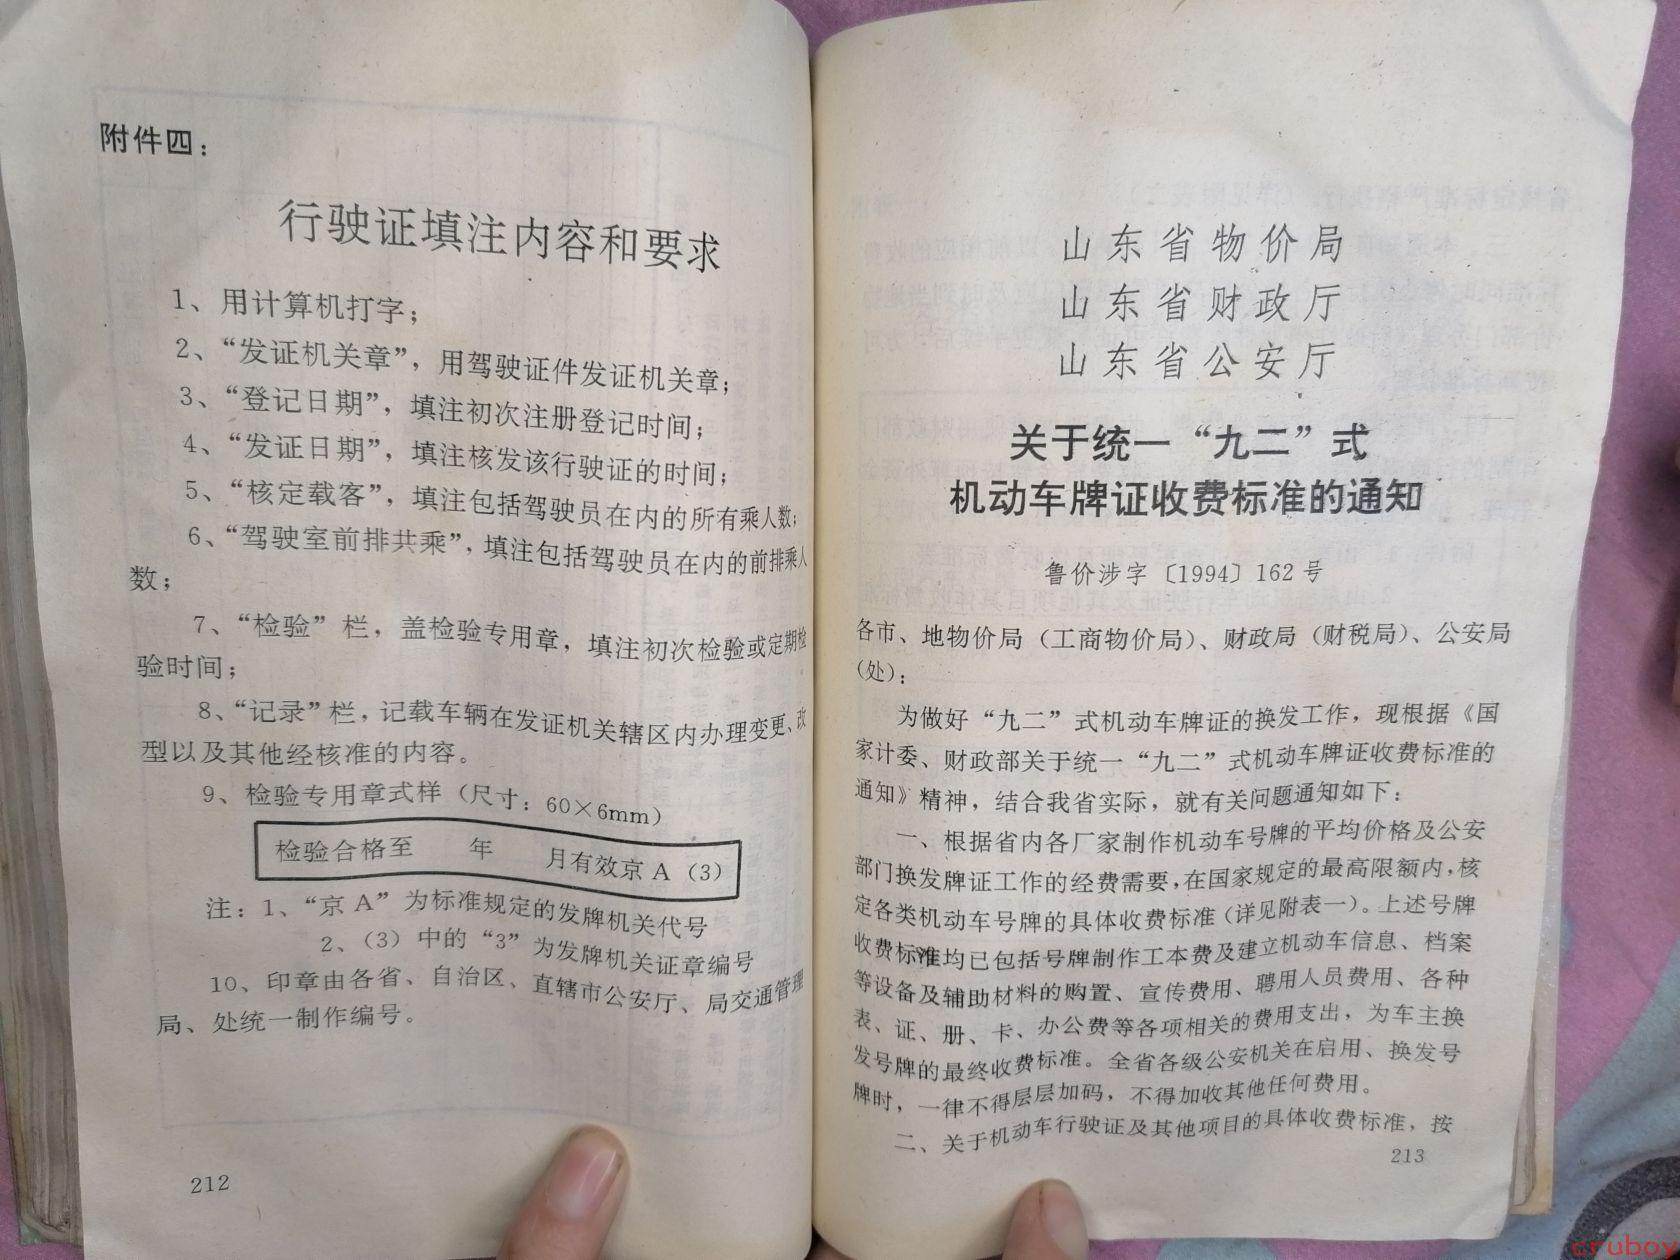 附件四：
行驶证填注内容和要求
1、用计算机打字；
2、“发证机关章”，用驾驶证件发证机关章；
3、“登记日期”，填注初次注册登记时间；
4、“发证日期”，填注核发该行驶证的时间；
5、“核定载客”，填注包括驾驶员在内的所有乘人数；
6、“驾驶室前排共乘”，填注包括驾驶员在内的前排乘人
数；
7、“检验”栏，盖检验专用章，填注初次检验或定期检
验时间；
8、“记录”栏，记载车辆在发证机关辖区内办理变更、改
型以及其他经核准的内容。
9、检验专用章式样（尺寸：60×6mm）
检验合格至　年　月有效京A（3）
注：1、“京A”为标准规定的发牌机关代号
2、（3）中的“3”为发牌机关证章编号
10、印章由各省、自治区、直辖市公安厅、局交通管理
局、处统一制作编号。
212
山东省物价局
山东省财政厅
山东省公安厅
关于统一“九二”式
机动车牌证收费标准的通知
鲁价涉字〔1994〕162号
各市、地物价局（工商物价局）、财政局（财税局）、公安局
（处）：
为做好“九二”式机动车牌证的换发工作，现根据《国
家计委、财政部关于统一“九二”式机动车牌证收费标准的
通知》精神，结合我省实际，就有关问题通知如下：
一、根据省内各厂家制作机动车号牌的平均价格及公安
部门换发牌证工作的经费需要，在国家规定的最高限额内，核
定各类机动车号牌的具体收费标准（详见附表一）。上述号牌
收费标准均已包括号牌制作工本费及建立机动车信息、档案
等设备及辅助材料的购置、宣传费用、聘用人员费用、各种
表、证、册、卡、办公费等各项相关的费用支出，为车主换
发号牌的最终收费标准。全省各级公安机关在启用、换发号
牌时，一律不得层层加码，不得加收其他任何费用。
二、关于机动车行驶证及其他项目的具体收费标准，按
213
cruboy